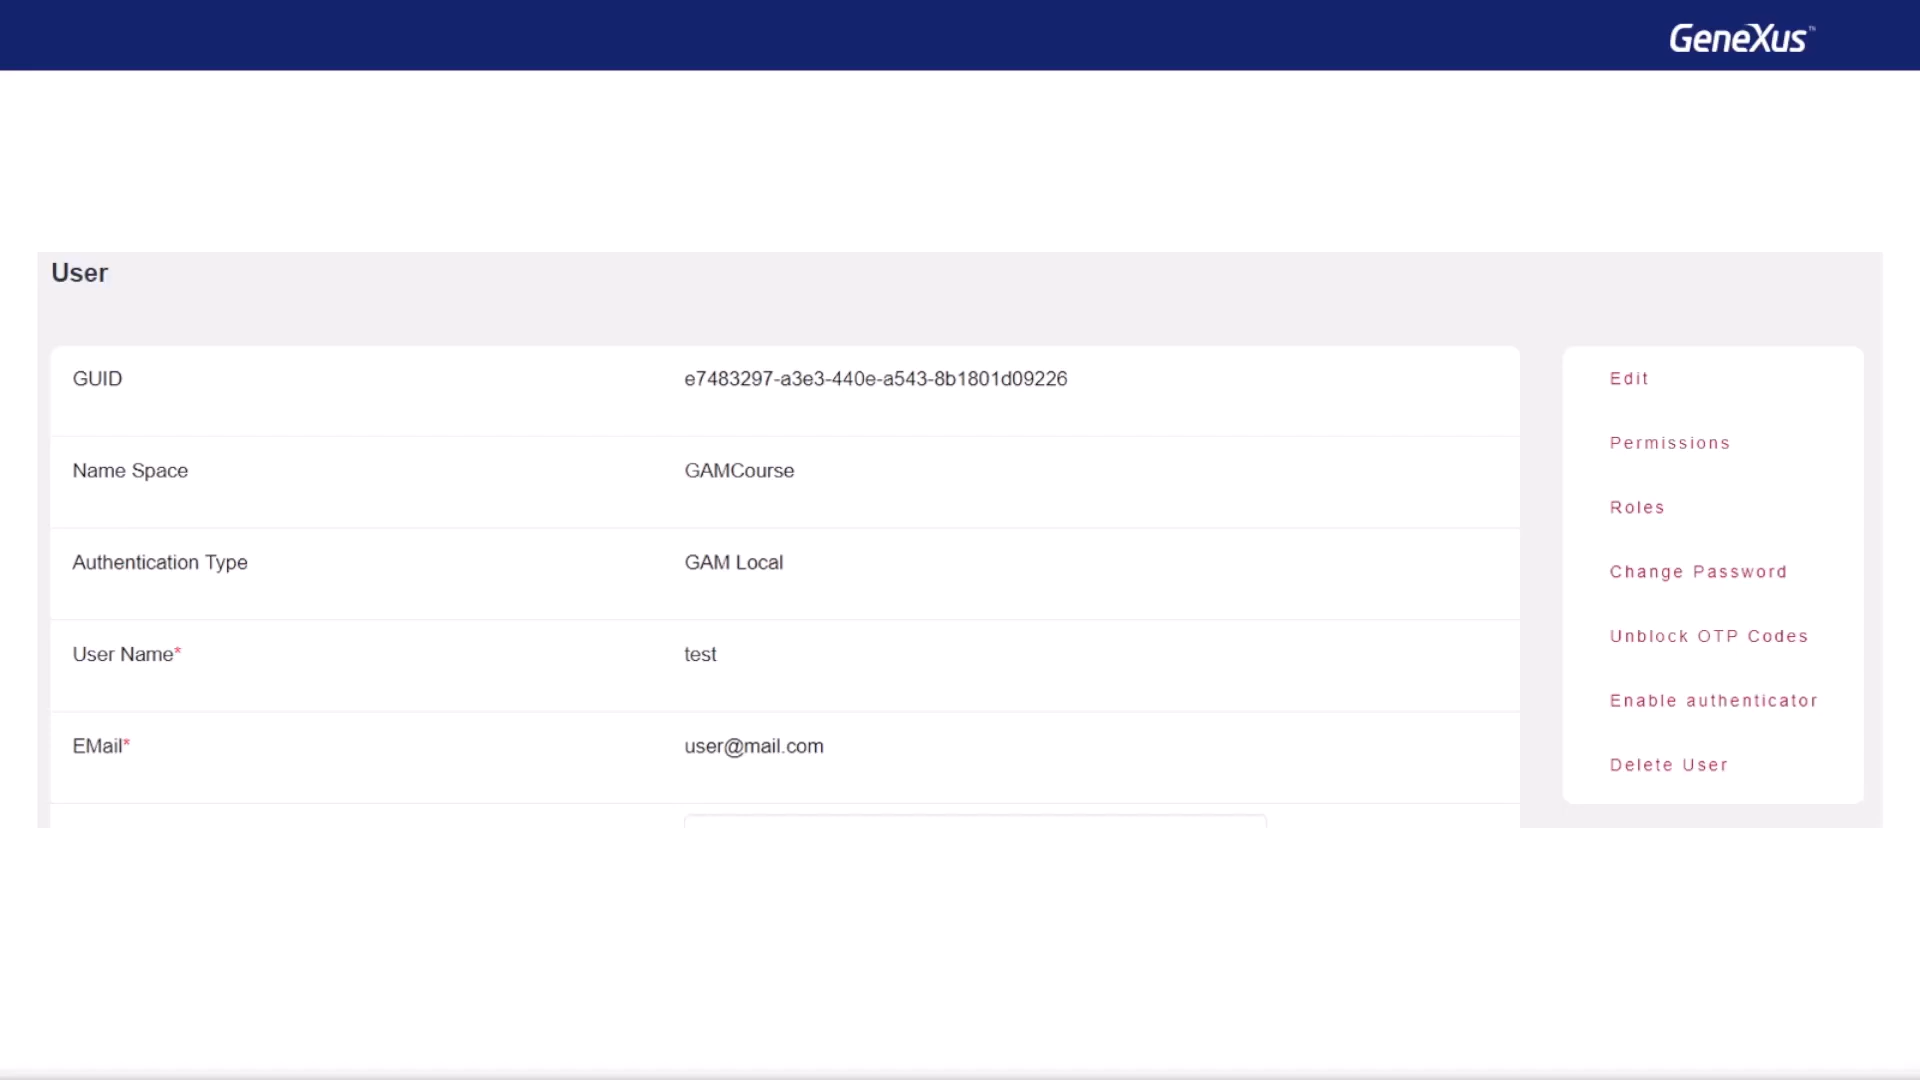 GeneXus™
User
GUID e7483297-a3e3-440e-a543-8b1801d09226
Name Space GAMCourse
Authentication Type GAM Local
User Name* test
EMail* user@mail.com
Edit
Permissions
Roles
Change Password
Unblock OTP Codes
Enable authenticator
Delete User